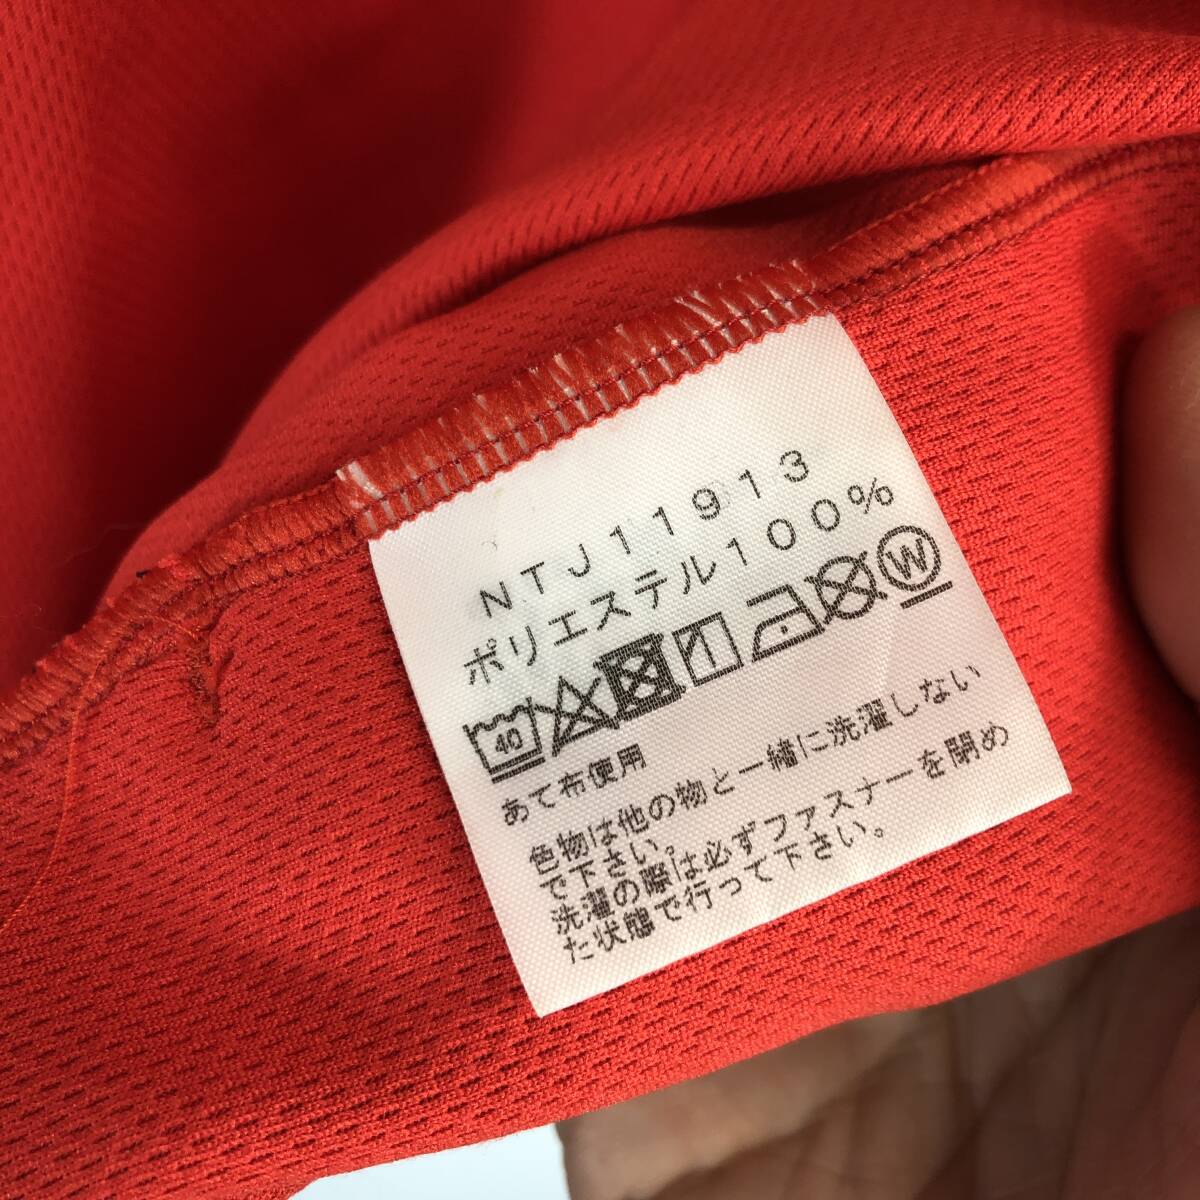 NTJ11913
ポリエステル100%
40 W
あて布使用
色物は他の物と一緒に洗濯しない
で下さい。
洗濯の際は必ずファスナーを閉め
た状態で行って下さい。